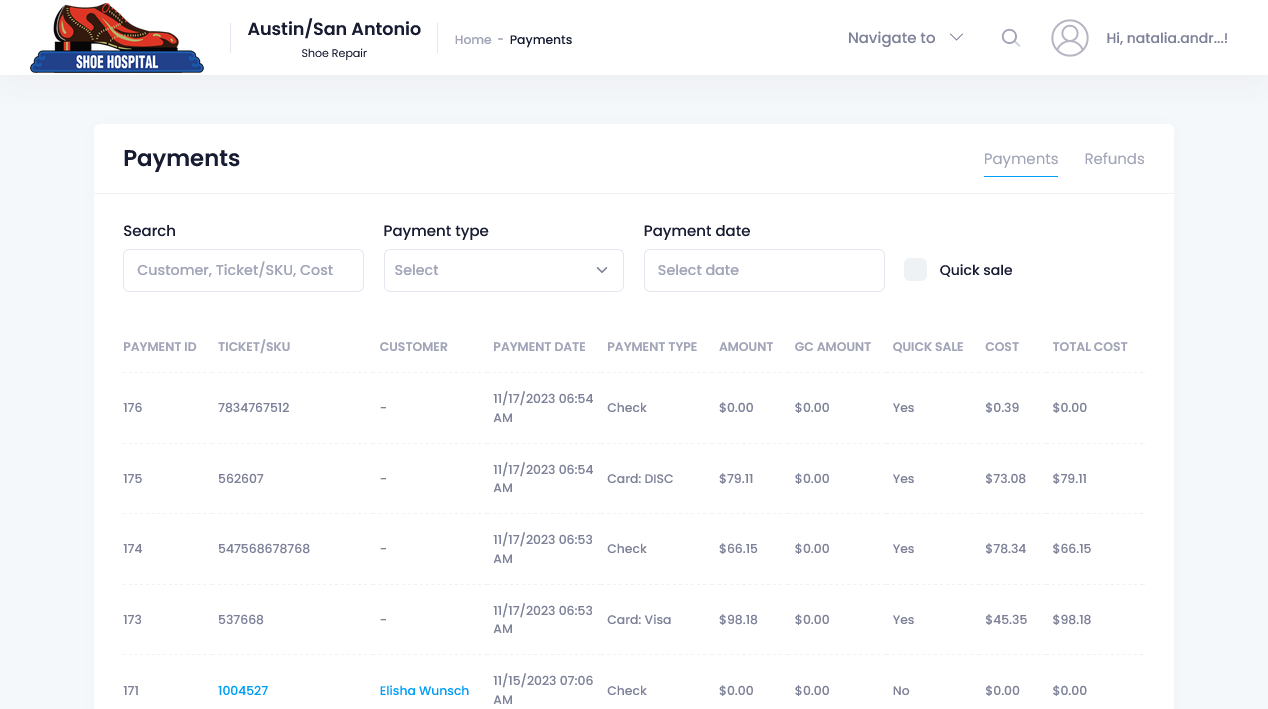 SHOE HOSPITAL
Austin/San Antonio
Shoe Repair
Home - Payments
Navigate to
Hi, natalia.andr...!
Payments
Payments Refunds
Search Payment type Payment date
Customer, Ticket/SKU, Cost Select Select date Quick sale
PAYMENT ID TICKET/SKU CUSTOMER PAYMENT DATE PAYMENT TYPE AMOUNT GC AMOUNT QUICK SALE COST TOTAL COST
176 7834767512 - 11/17/2023 06:54 AM Check $0.00 $0.00 Yes $0.39 $0.00
175 562607 - 11/17/2023 06:54 AM Card: DISC $79.11 $0.00 Yes $73.08 $79.11
174 547568678768 - 11/17/2023 06:53 AM Check $66.15 $0.00 Yes $78.34 $66.15
173 537668 - 11/17/2023 06:53 AM Card: Visa $98.18 $0.00 Yes $45.35 $98.18
171 1004527 Elisha Wunsch 11/15/2023 07:06 AM Check $0.00 $0.00 No $0.00 $0.00